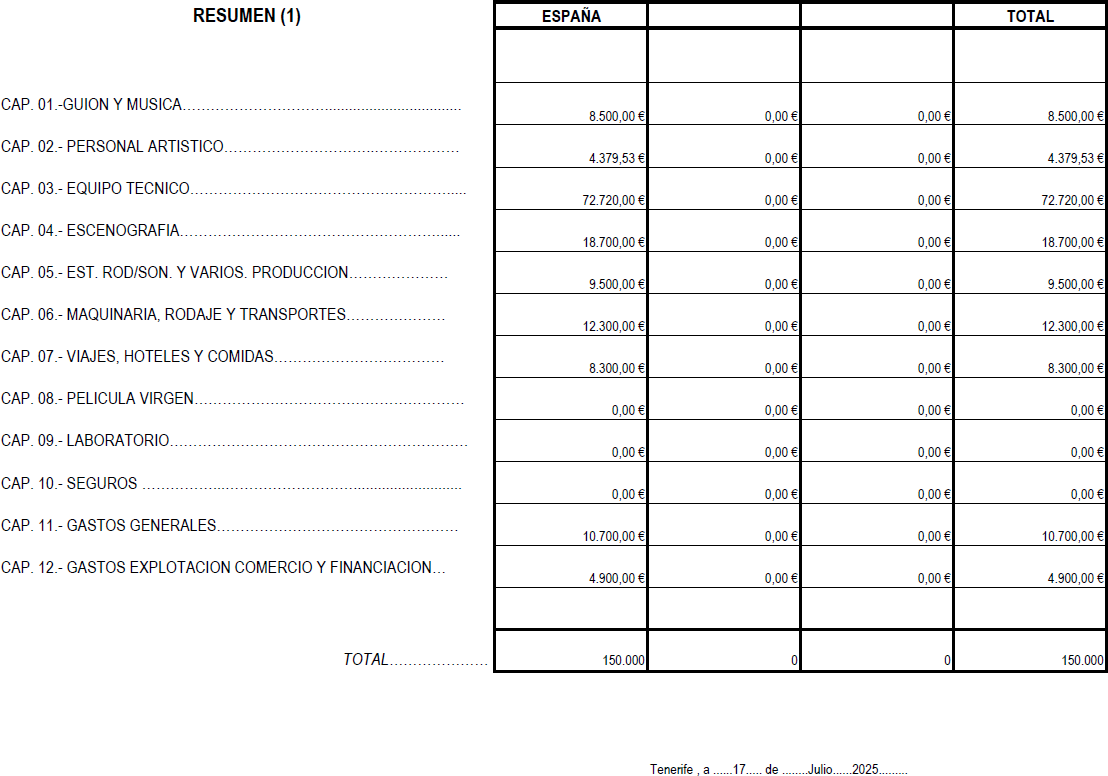 RESUMEN (1) ESPAÑA TOTAL
CAP. 01.-GUION Y MUSICA…………………………............................... 8.500,00 € 0,00 € 0,00 € 8.500,00 €
CAP. 02.- PERSONAL ARTISTICO…………………………..……………… 4.379,53 € 0,00 € 0,00 € 4.379,53 €
CAP. 03.- EQUIPO TECNICO………………………………………………..... 72.720,00 € 0,00 € 0,00 € 72.720,00 €
CAP. 04.- ESCENOGRAFIA………………………………………………..... 18.700,00 € 0,00 € 0,00 € 18.700,00 €
CAP. 05.- EST. ROD/SON. Y VARIOS. PRODUCCION………………… 9.500,00 € 0,00 € 0,00 € 9.500,00 €
CAP. 06.- MAQUINARIA, RODAJE Y TRANSPORTES………………… 12.300,00 € 0,00 € 0,00 € 12.300,00 €
CAP. 07.- VIAJES, HOTELES Y COMIDAS……………………………… 8.300,00 € 0,00 € 0,00 € 8.300,00 €
CAP. 08.- PELICULA VIRGEN………………………………………………… 0,00 € 0,00 € 0,00 € 0,00 €
CAP. 09.- LABORATORIO……………………………………………………… 0,00 € 0,00 € 0,00 € 0,00 €
CAP. 10.- SEGUROS ……………..………………………........................... 0,00 € 0,00 € 0,00 € 0,00 €
CAP. 11.- GASTOS GENERALES…………………………………………… 10.700,00 € 0,00 € 0,00 € 10.700,00 €
CAP. 12.- GASTOS EXPLOTACION COMERCIO Y FINANCIACION… 4.900,00 € 0,00 € 0,00 € 4.900,00 €
TOTAL………………… 150.000 0 0 150.000
Tenerife , a ......17..... de ........Julio......2025.........